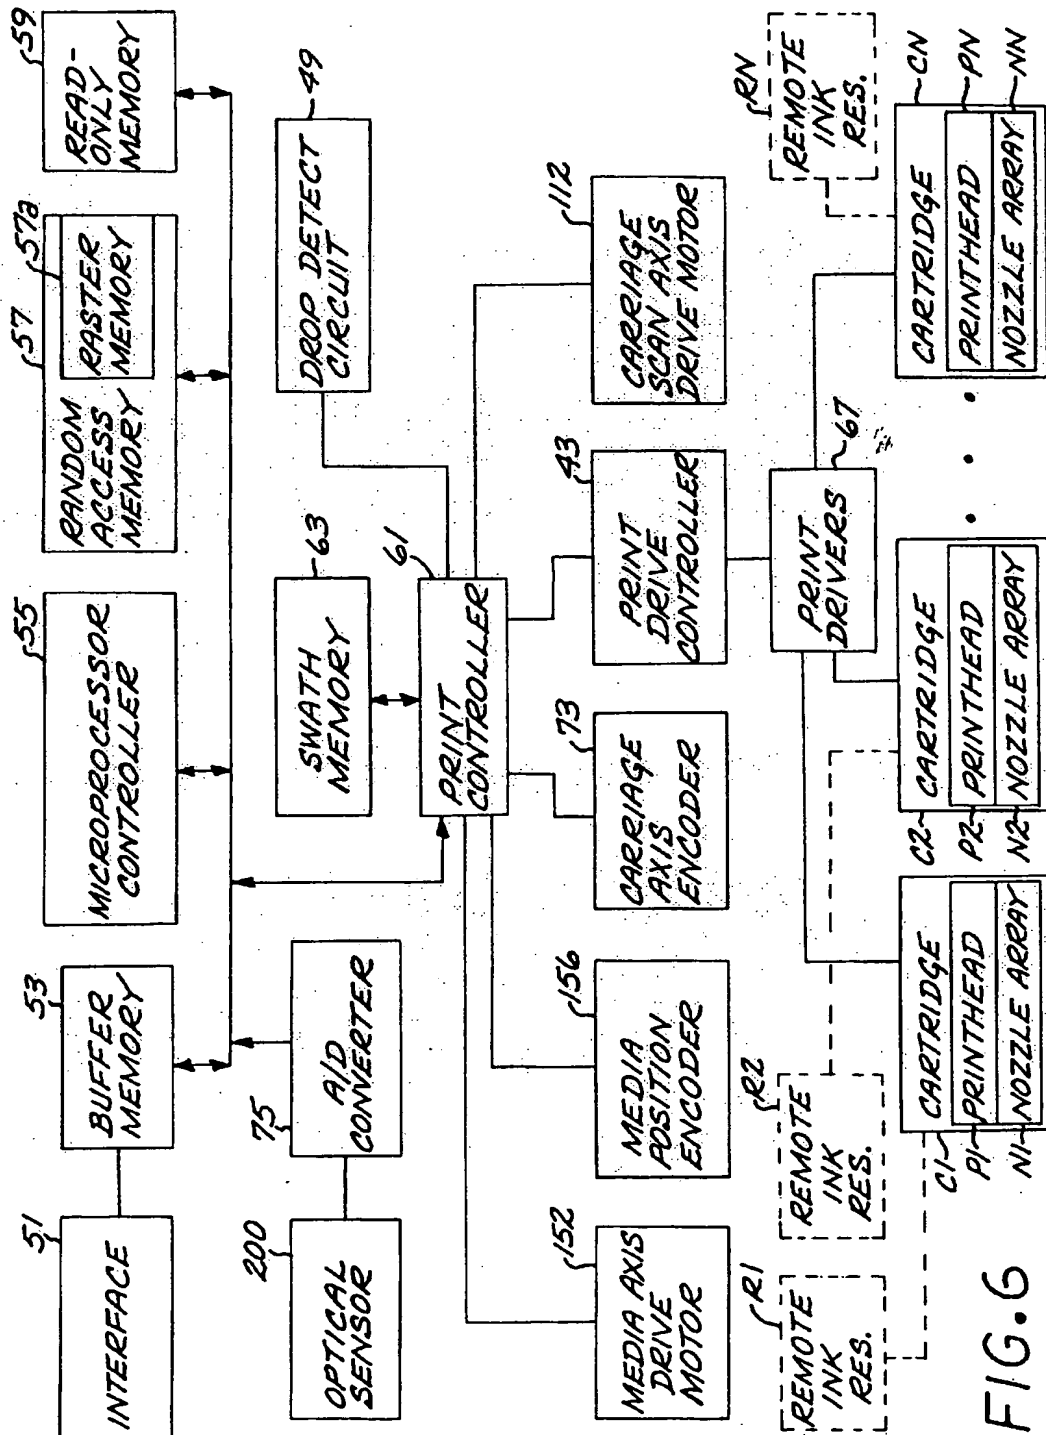 51
INTERFACE
53
BUFFER
MEMORY
55
MICROPROCESSOR
CONTROLLER
57
RANDOM
ACCESS
MEMORY
57a
RASTER
MEMORY
59
READ-
ONLY
MEMORY
200
OPTICAL
SENSOR
75
A/D
CONVERTER
63
SWATH
MEMORY
49
DROP DETECT
CIRCUIT
61
PRINT
CONTROLLER
152
MEDIA AXIS
DRIVE
MOTOR
156
MEDIA
POSITION
ENCODER
73
CARRIAGE
AXIS
ENCODER
43
PRINT
DRIVE
CONTROLLER
112
CARRIAGE
SCAN AXIS
DRIVE MOTOR
R1
REMOTE
INK
RES.
R2
REMOTE
INK
RES.
67
PRINT
DRIVERS
RN
REMOTE
INK
RES.
C1
CARTRIDGE
P1
PRINTHEAD
N1
NOZZLE ARRAY
C2
CARTRIDGE
P2
PRINTHEAD
N2
NOZZLE ARRAY
• • •
CN
CARTRIDGE
PN
PRINTHEAD
NN
NOZZLE ARRAY
FIG.6